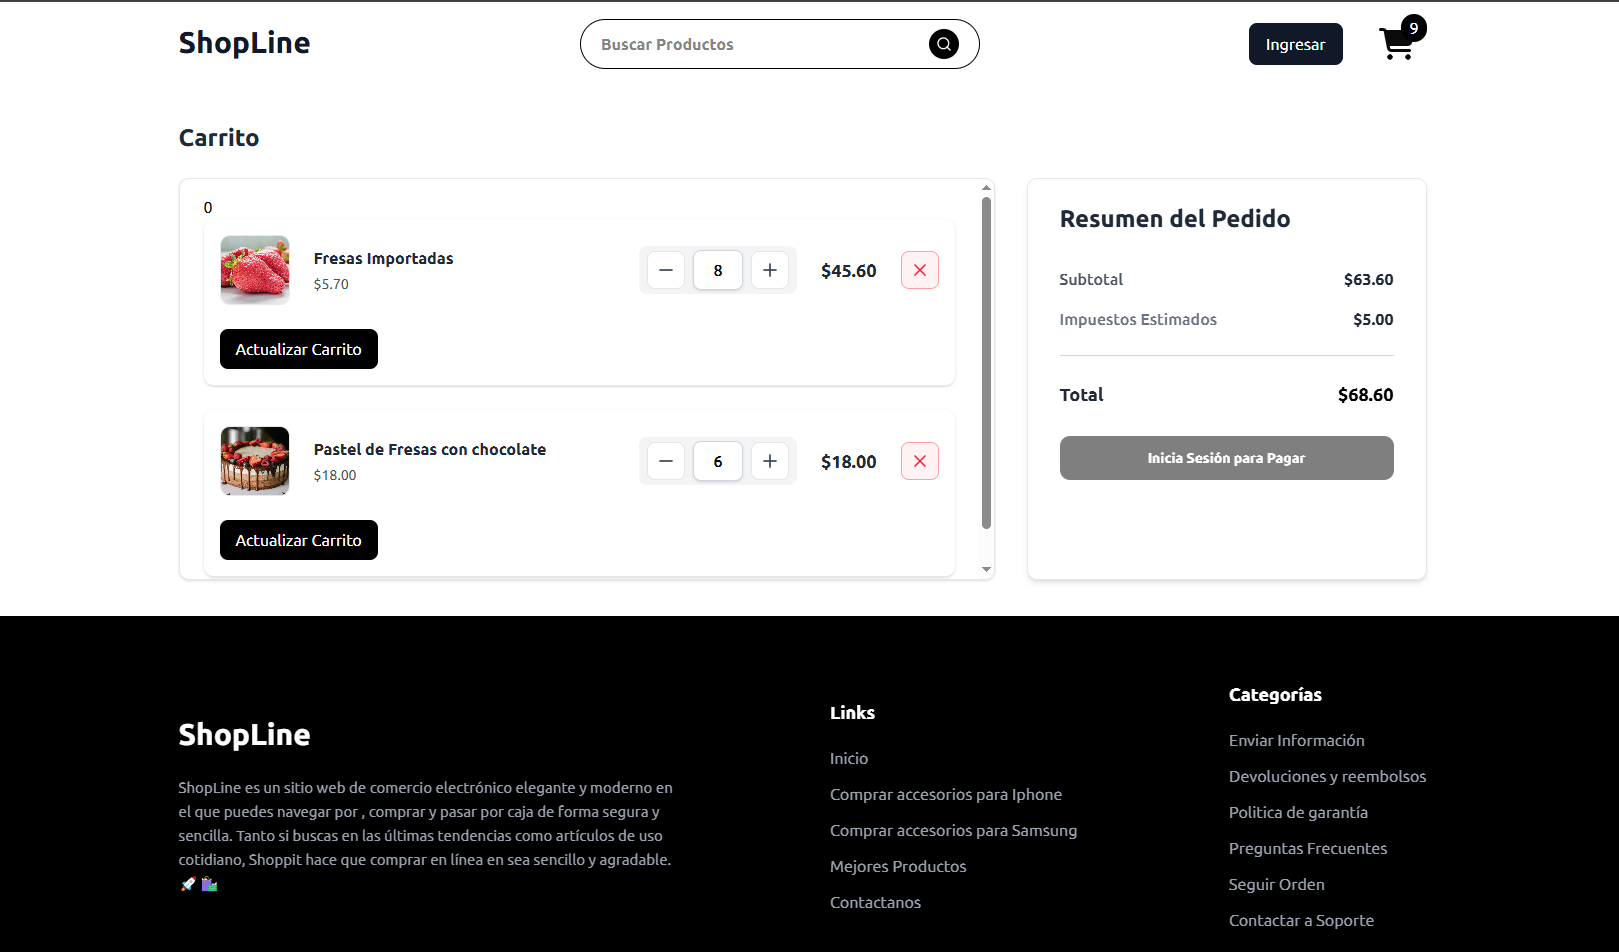 ShopLine
Buscar Productos
Ingresar
9
Carrito
0
Fresas Importadas
$5.70
8
$45.60
Actualizar Carrito
Pastel de Fresas con chocolate
$18.00
6
$18.00
Actualizar Carrito
Resumen del Pedido
Subtotal $63.60
Impuestos Estimados $5.00
Total $68.60
Inicia Sesión para Pagar
ShopLine
ShopLine es un sitio web de comercio electrónico elegante y moderno en
el que puedes navegar por , comprar y pasar por caja de forma segura y
sencilla. Tanto si buscas en las últimas tendencias como artículos de uso
cotidiano, Shoppit hace que comprar en línea en sea sencillo y agradable.
🚀 🛍️
Links
Inicio
Comprar accesorios para Iphone
Comprar accesorios para Samsung
Mejores Productos
Contactanos
Categorías
Enviar Información
Devoluciones y reembolsos
Politica de garantía
Preguntas Frecuentes
Seguir Orden
Contactar a Soporte